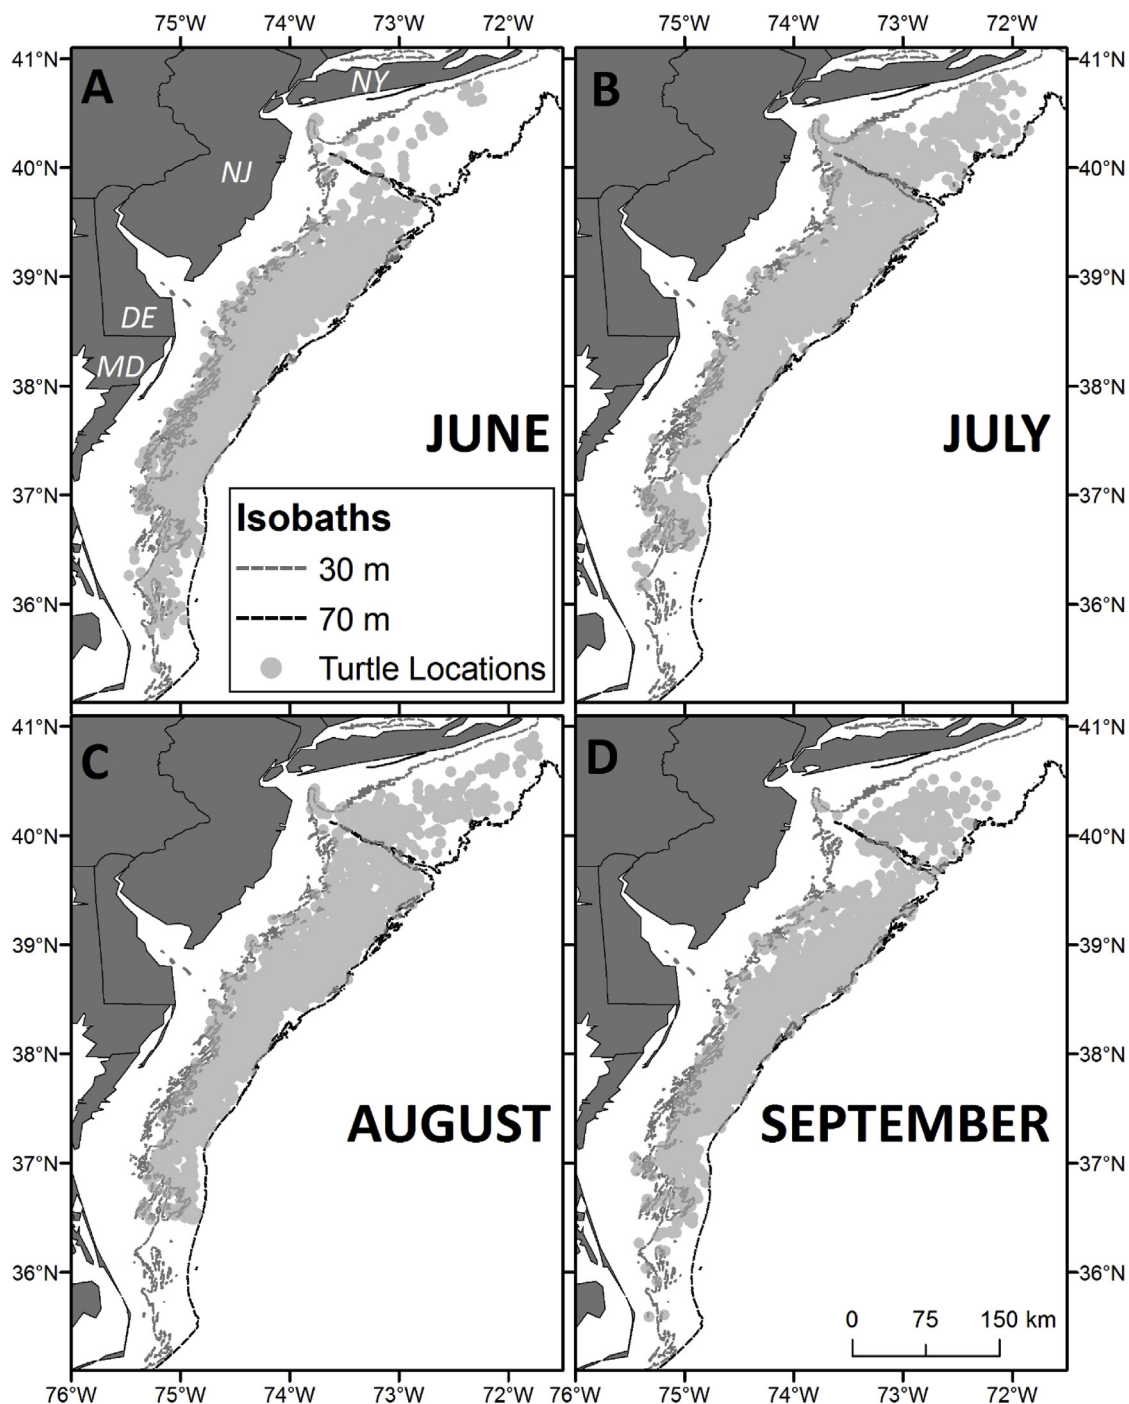 75°W 74°W 73°W 72°W 75°W 74°W 73°W 72°W
41°N A NY B 41°N
40°N NJ 40°N
39°N 39°N
DE
MD
38°N 38°N
JUNE JULY
37°N 37°N
Isobaths
30 m
36°N 70 m 36°N
Turtle Locations
41°N C D 41°N
40°N 40°N
39°N 39°N
38°N 38°N
AUGUST SEPTEMBER
37°N 37°N
36°N 36°N
0 75 150 km
76°W 75°W 74°W 73°W 72°W 76°W 75°W 74°W 73°W 72°W